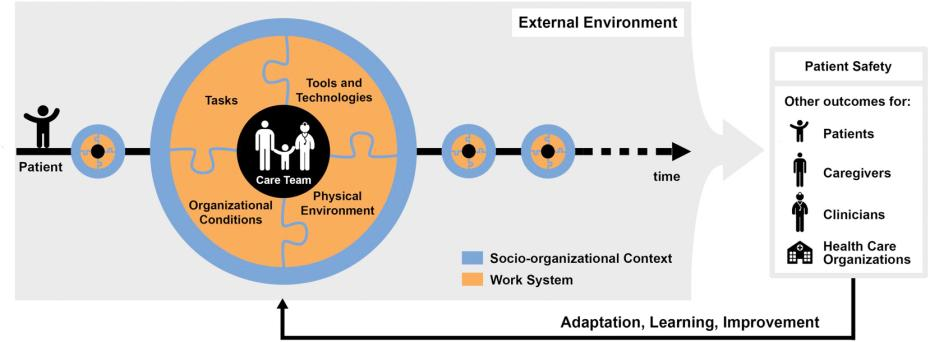 External Environment
Tasks
Tools and
Technologies
Patient
Care Team
Organizational
Conditions
Physical
Environment
time
Socio-organizational Context
Work System
Patient Safety
Other outcomes for:
Patients
Caregivers
Clinicians
Health Care
Organizations
Adaptation, Learning, Improvement